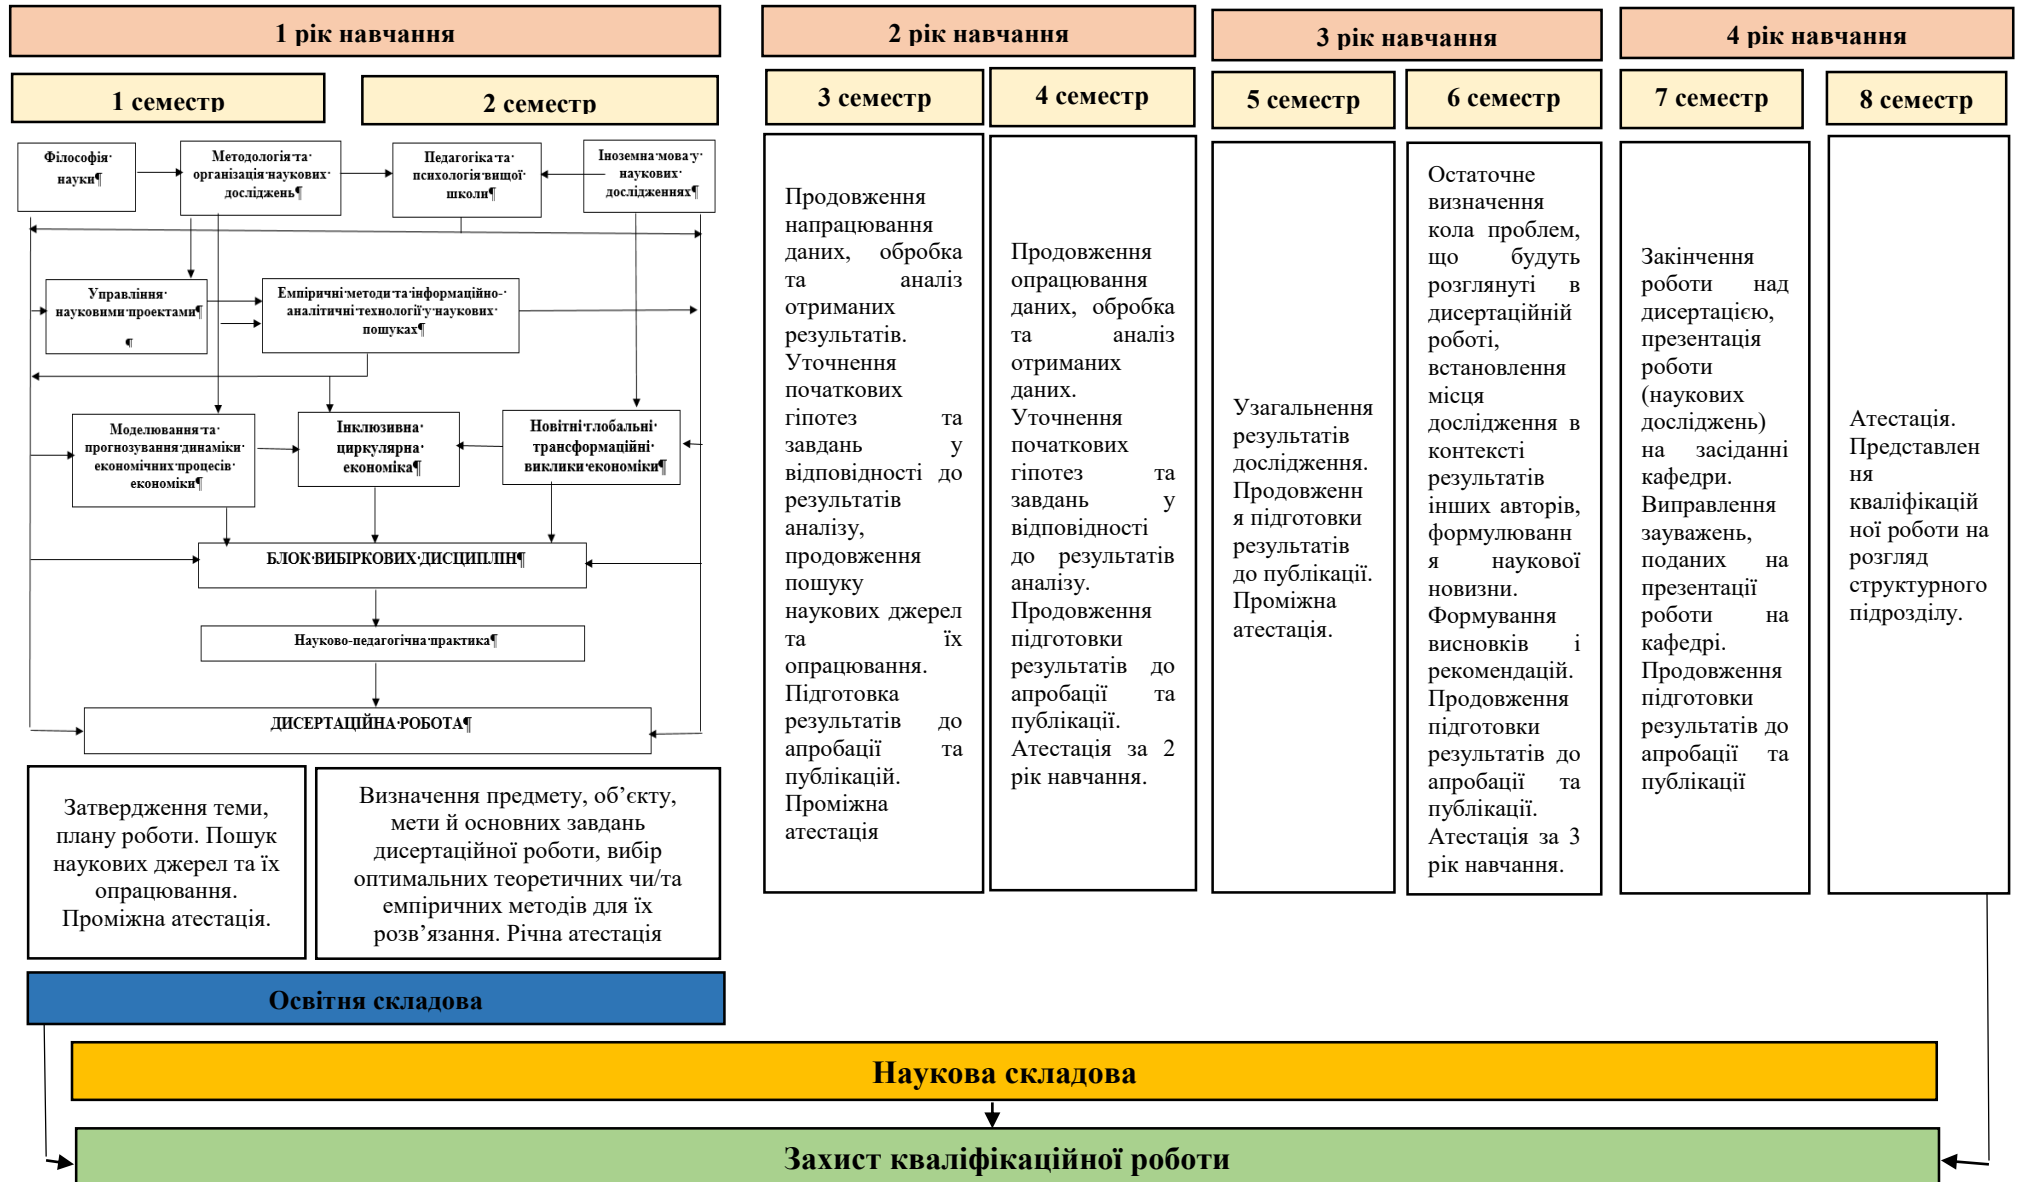 1 рік навчання
2 рік навчання
3 рік навчання
4 рік навчання
1 семестр
2 семестр
3 семестр
4 семестр
5 семестр
6 семестр
7 семестр
8 семестр
Філософія·
науки¶
Методологія·та·
організація·наукових·
досліджень¶
Педагогіка·та·
психологія·вищої·
школи¶
Іноземна·мова·у·
наукових·
дослідженнях¶
Управління·
науковими·проектами¶
¶
Емпіричні·методи·та·інформаційно-·
аналітичні·технології·у·наукових·
пошуках¶
Моделювання·та·
прогнозування·динаміки·
економічних·процесів·
економіки¶
Інклюзивна·
циркулярна·
економіка¶
Новітні·глобальні·
трансформаційні·
виклики·економіки¶
БЛОК·ВИБІРКОВИХ·ДИСЦИПЛІН¶
Науково-педагогічна·практика¶
ДИСЕРТАЦІЙНА·РОБОТА¶
Затвердження теми,
плану роботи. Пошук
наукових джерел та їх
опрацювання.
Проміжна атестація.
Визначення предмету, об’єкту,
мети й основних завдань
дисертаційної роботи, вибір
оптимальних теоретичних чи/та
емпіричних методів для їх
розв’язання. Річна атестація
Продовження
напрацювання
даних, обробка
та аналіз
отриманих
результатів.
Уточнення
початкових
гіпотез та
завдань у
відповідності до
результатів
аналізу,
продовження
пошуку
наукових джерел
та їх
опрацювання.
Підготовка
результатів до
апробації та
публікацій.
Проміжна
атестація
Продовження
опрацювання
даних, обробка
та аналіз
отриманих
даних.
Уточнення
початкових
гіпотез та
завдань у
відповідності
до результатів
аналізу.
Продовження
підготовки
результатів до
апробації та
публікації.
Атестація за 2
рік навчання.
Узагальнення
результатів
дослідження.
Продовженн
я підготовки
результатів
до публікації.
Проміжна
атестація.
Остаточне
визначення
кола проблем,
що будуть
розглянуті в
дисертаційній
роботі,
встановлення
місця
дослідження в
контексті
результатів
інших авторів,
формулюванн
я наукової
новизни.
Формування
висновків і
рекомендацій.
Продовження
підготовки
результатів до
апробації та
публікації.
Атестація за 3
рік навчання.
Закінчення
роботи над
дисертацією,
презентація
роботи
(наукових
досліджень)
на засіданні
кафедри.
Виправлення
зауважень,
поданих на
презентації
роботи на
кафедрі.
Продовження
підготовки
результатів до
апробації та
публікації
Атестація.
Представлен
ня
кваліфікацій
ної роботи на
розгляд
структурного
підрозділу.
Освітня складова
Наукова складова
Захист кваліфікаційної роботи